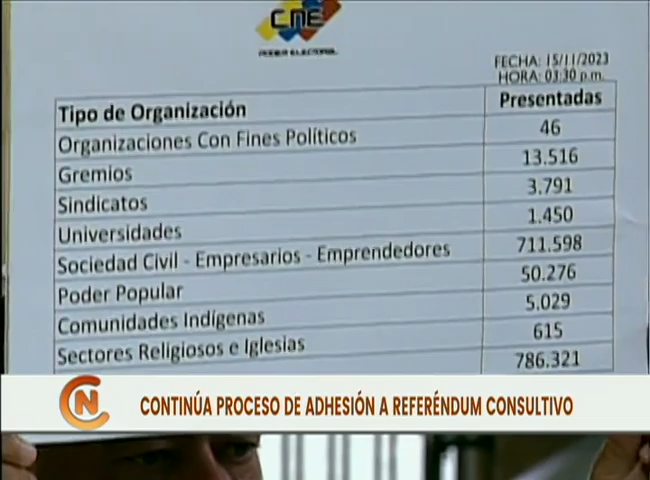 CNE
PODER ELECTORAL
FECHA: 15/11/2023
HORA: 03:30 p.m.
Tipo de Organización Presentadas
Organizaciones Con Fines Políticos 46
Gremios 13.516
Sindicatos 3.791
Universidades 1.450
Sociedad Civil - Empresarios - Emprendedores 711.598
Poder Popular 50.276
Comunidades Indígenas 5.029
Sectores Religiosos e Iglesias 615
786.321
CN
CONTINÚA PROCESO DE ADHESIÓN A REFERÉNDUM CONSULTIVO